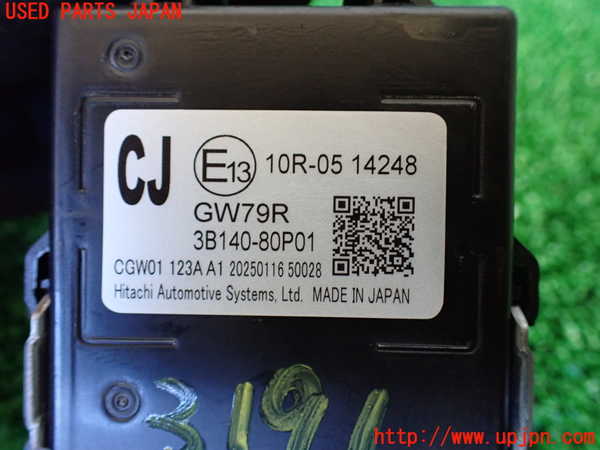 USED PARTS JAPAN
CJ
E13
10R-05 14248
GW79R
3B140-80P01
CGW01 123A A1 20250116 50028
Hitachi Automotive Systems, Ltd. MADE IN JAPAN
3191
http://www.upjpn.com/